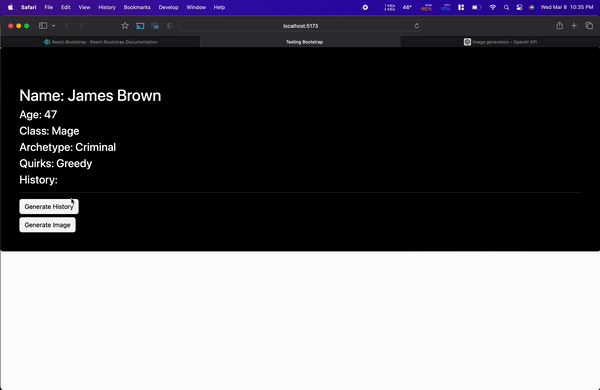 Safari File Edit View History Bookmarks Develop Window Help
46° Wed Mar 8 10:35 PM
localhost:5173
React-Bootstrap · React-Bootstrap Documentation Testing Bootstrap Image generation - OpenAI API
Name: James Brown
Age: 47
Class: Mage
Archetype: Criminal
Quirks: Greedy
History:
Generate History
Generate Image